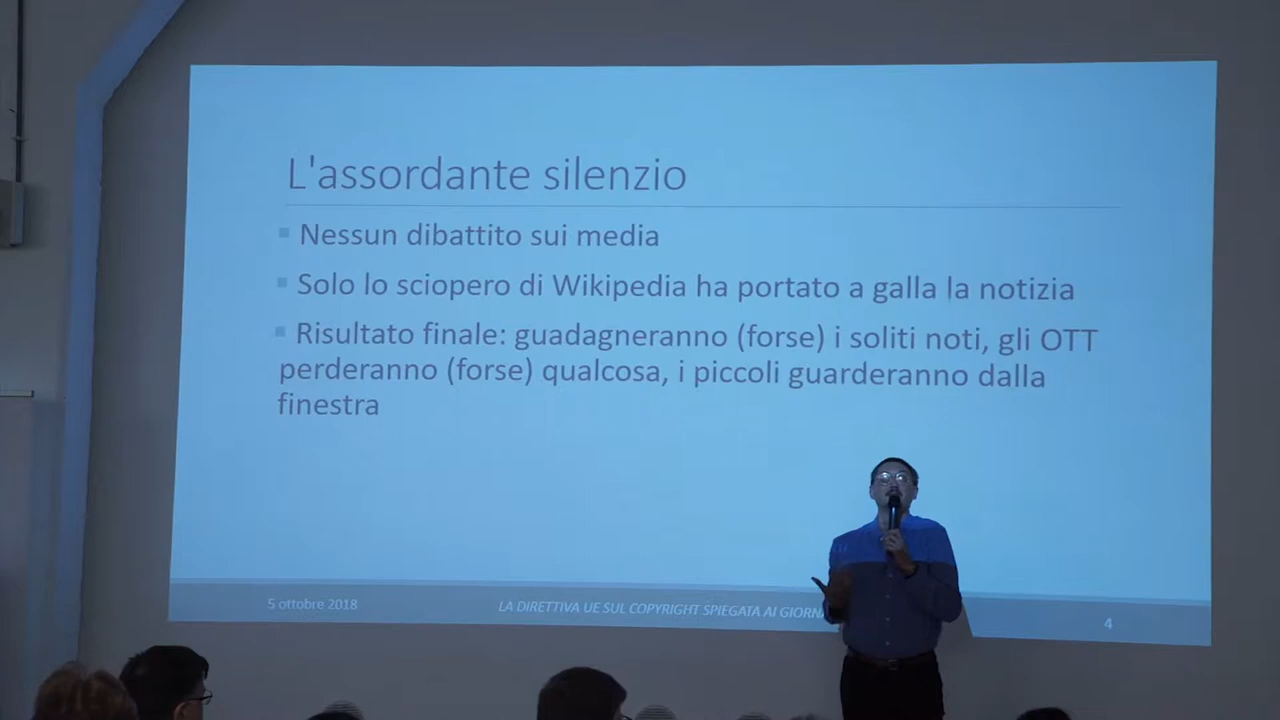 L'assordante silenzio
Nessun dibattito sui media
Solo lo sciopero di Wikipedia ha portato a galla la notizia
Risultato finale: guadagneranno (forse) i soliti noti, gli OTT
perderanno (forse) qualcosa, i piccoli guarderanno dalla
finestra
5 ottobre 2018
LA DIRETTIVA UE SUL COPYRIGHT SPIEGATA AI
4